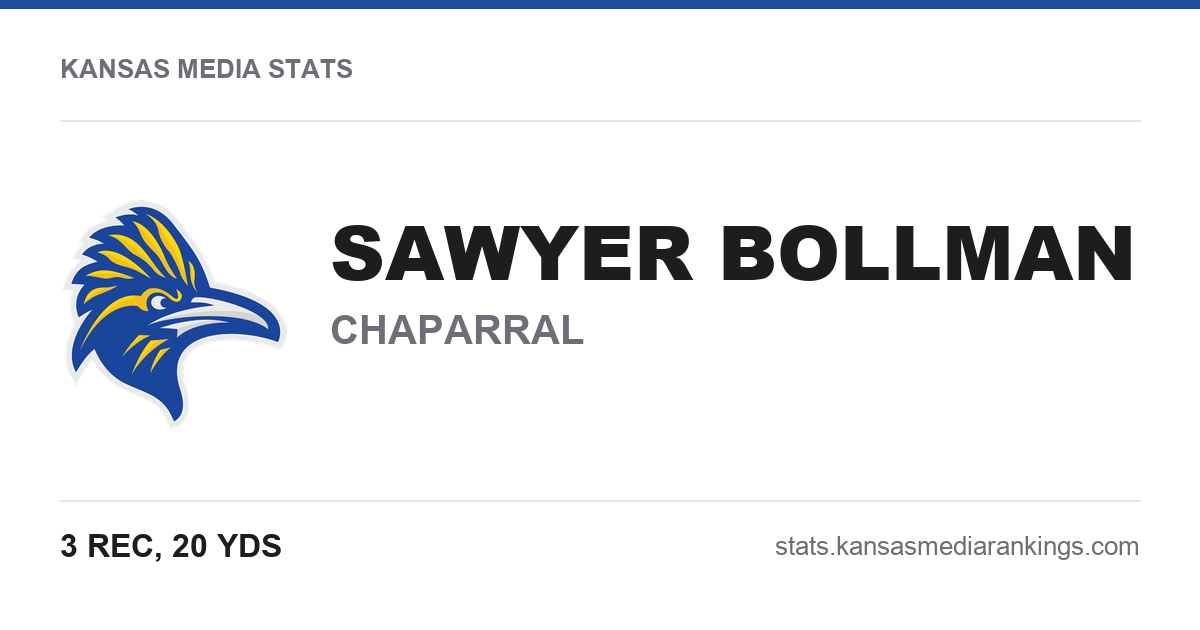 KANSAS MEDIA STATS
SAWYER BOLLMAN
CHAPARRAL
3 REC, 20 YDS
stats.kansasmediarankings.com